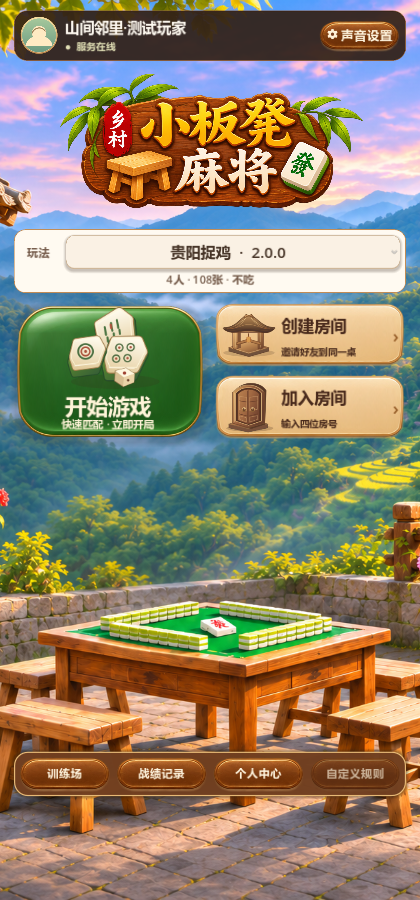 山间邻里·测试玩家
服务在线
声音设置
乡村
小板凳
麻将
發
玩法
贵阳捉鸡 · 2.0.0
4人 · 108张 · 不吃
开始游戏
快速匹配 · 立即开局
创建房间
邀请好友到同一桌
加入房间
输入四位房号
训练场
战绩记录
个人中心
自定义规则